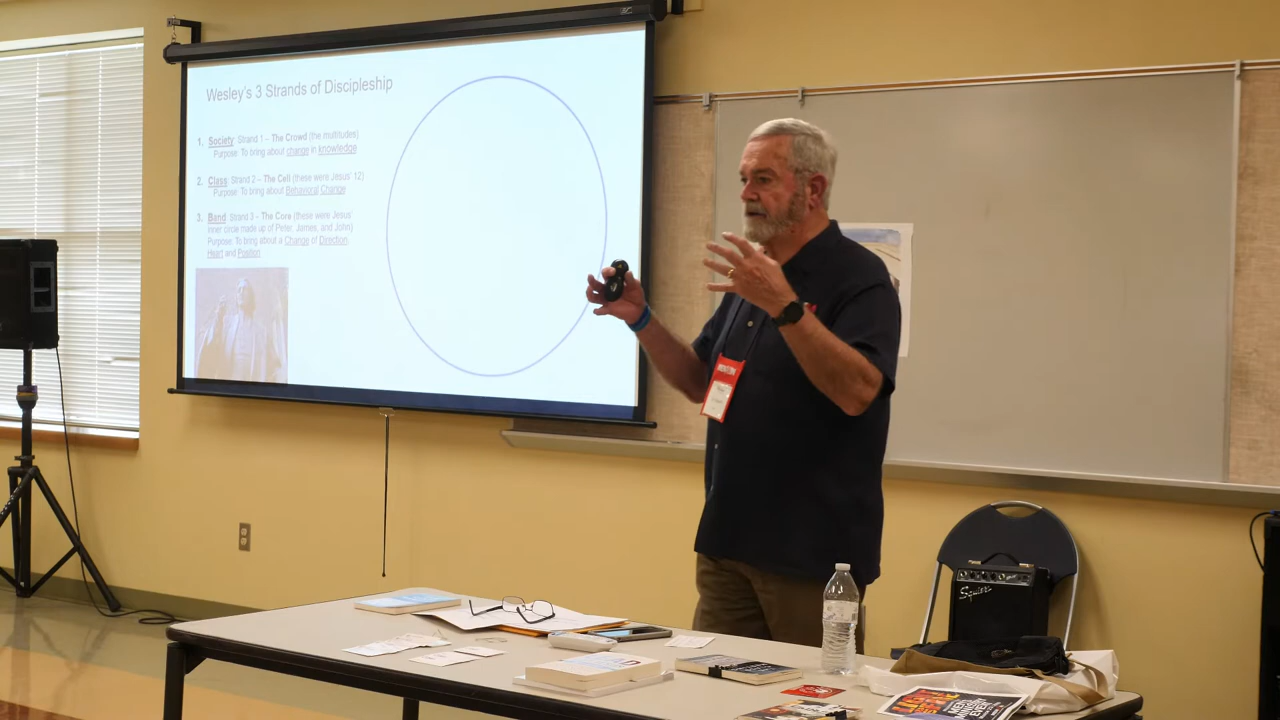 Wesley's 3 Strands of Discipleship
1. Society: Strand 1 – The Crowd (the multitudes)
Purpose: To bring about change in knowledge
2. Class: Strand 2 – The Cell (these were Jesus' 12)
Purpose: To bring about Behavioral Change
3. Band: Strand 3 – The Core (these were Jesus'
inner circle made up of Peter, James, and John)
Purpose: To bring about a Change of Direction,
Heart and Position
Squier